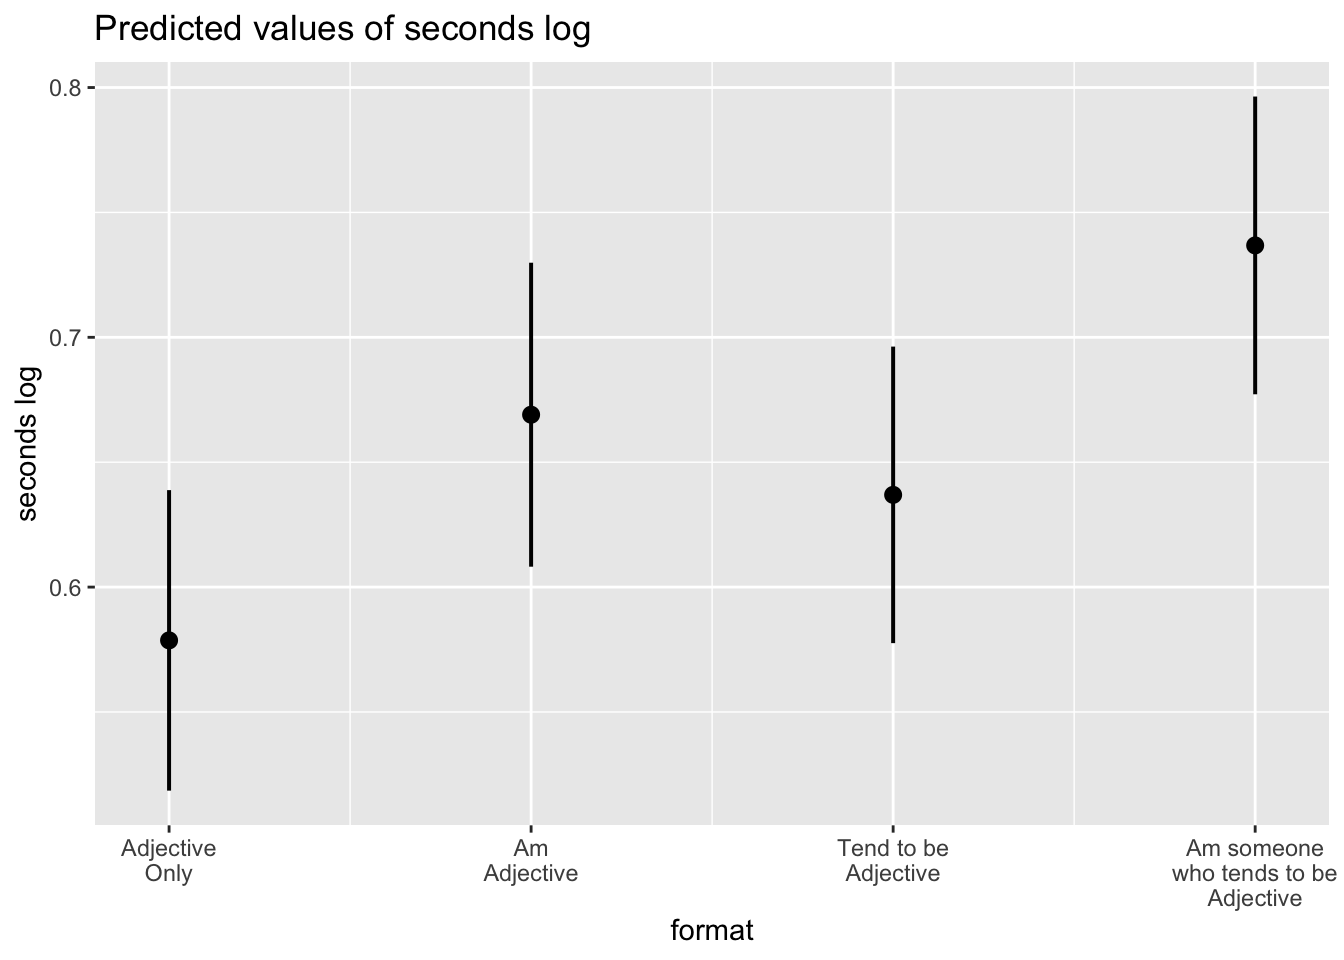 Predicted values of seconds log
0.8
0.7
0.6
seconds log
Adjective
Only
Am
Adjective
Tend to be
Adjective
Am someone
who tends to be
Adjective
format